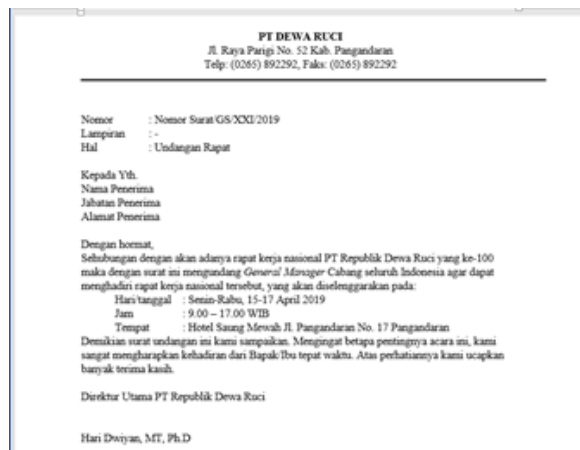 PT DEWA RUCI
Jl. Raya Parigi No. 52 Kab. Pangandaran
Telp: (0265) 892292, Faks: (0265) 892292
Nomor : Nomor Surat/GS/XXI/2019
Lampiran : -
Hal : Undangan Rapat
Kepada Yth.
Nama Penerima
Jabatan Penerima
Alamat Penerima
Dengan hormat,
Sehubungan dengan akan adanya rapat kerja nasional PT Republik Dewa Ruci yang ke-100
maka dengan surat ini mengundang General Manager Cabang seluruh Indonesia agar dapat
menghadiri rapat kerja nasional tersebut, yang akan diselenggarakan pada:
Hari/tanggal : Senin-Rabu, 15-17 April 2019
Jam : 9.00 – 17.00 WIB
Tempat : Hotel Saung Mewah Jl. Pangandaran No. 17 Pangandaran
Demikian surat undangan ini kami sampaikan. Mengingat betapa pentingnya acara ini, kami
sangat mengharapkan kehadiran dari Bapak/Ibu tepat waktu. Atas perhatiannya kami ucapkan
banyak terima kasih.
Direktur Utama PT Republik Dewa Ruci
Hari Dwiyan, MT, Ph.D